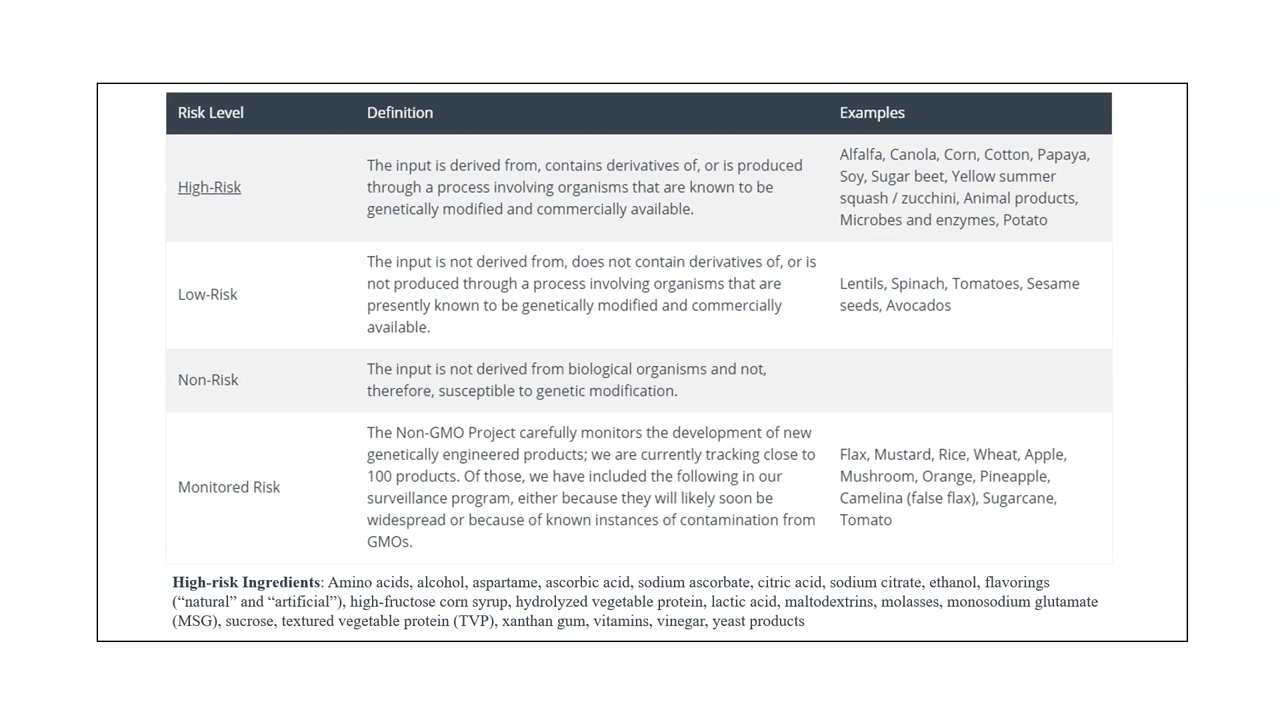 Risk Level Definition Examples
High-Risk
The input is derived from, contains derivatives of, or is produced
through a process involving organisms that are known to be
genetically modified and commercially available.
Alfalfa, Canola, Corn, Cotton, Papaya,
Soy, Sugar beet, Yellow summer
squash / zucchini, Animal products,
Microbes and enzymes, Potato
Low-Risk
The input is not derived from, does not contain derivatives of, or is
not produced through a process involving organisms that are
presently known to be genetically modified and commercially
available.
Lentils, Spinach, Tomatoes, Sesame
seeds, Avocados
Non-Risk
The input is not derived from biological organisms and not,
therefore, susceptible to genetic modification.
Monitored Risk
The Non-GMO Project carefully monitors the development of new
genetically engineered products; we are currently tracking close to
100 products. Of those, we have included the following in our
surveillance program, either because they will likely soon be
widespread or because of known instances of contamination from
GMOs.
Flax, Mustard, Rice, Wheat, Apple,
Mushroom, Orange, Pineapple,
Camelina (false flax), Sugarcane,
Tomato
High-risk Ingredients: Amino acids, alcohol, aspartame, ascorbic acid, sodium ascorbate, citric acid, sodium citrate, ethanol, flavorings
(“natural” and “artificial”), high-fructose corn syrup, hydrolyzed vegetable protein, lactic acid, maltodextrins, molasses, monosodium glutamate
(MSG), sucrose, textured vegetable protein (TVP), xanthan gum, vitamins, vinegar, yeast products